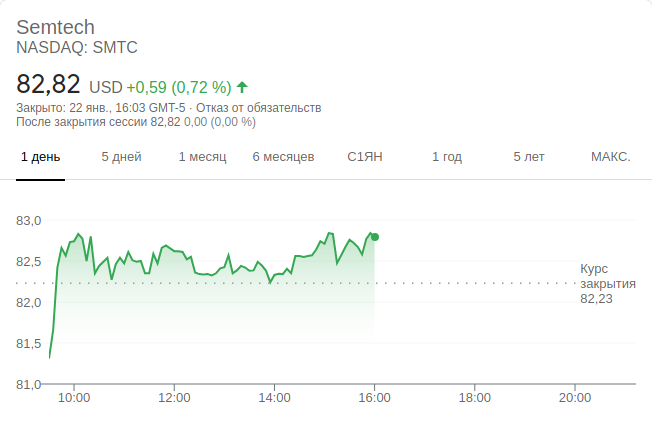 Semtech
NASDAQ: SMTC
82,82 USD +0,59 (0,72 %)
Закрыто: 22 янв., 16:03 GMT-5 · Отказ от обязательств
После закрытия сессии 82,82 0,00 (0,00 %)
1 день 5 дней 1 месяц 6 месяцев С1ЯН 1 год 5 лет МАКС.
83,0
82,5
Курс
закрытия
82,23
82,0
81,5
81,0
10:00 12:00 14:00 16:00 18:00 20:00